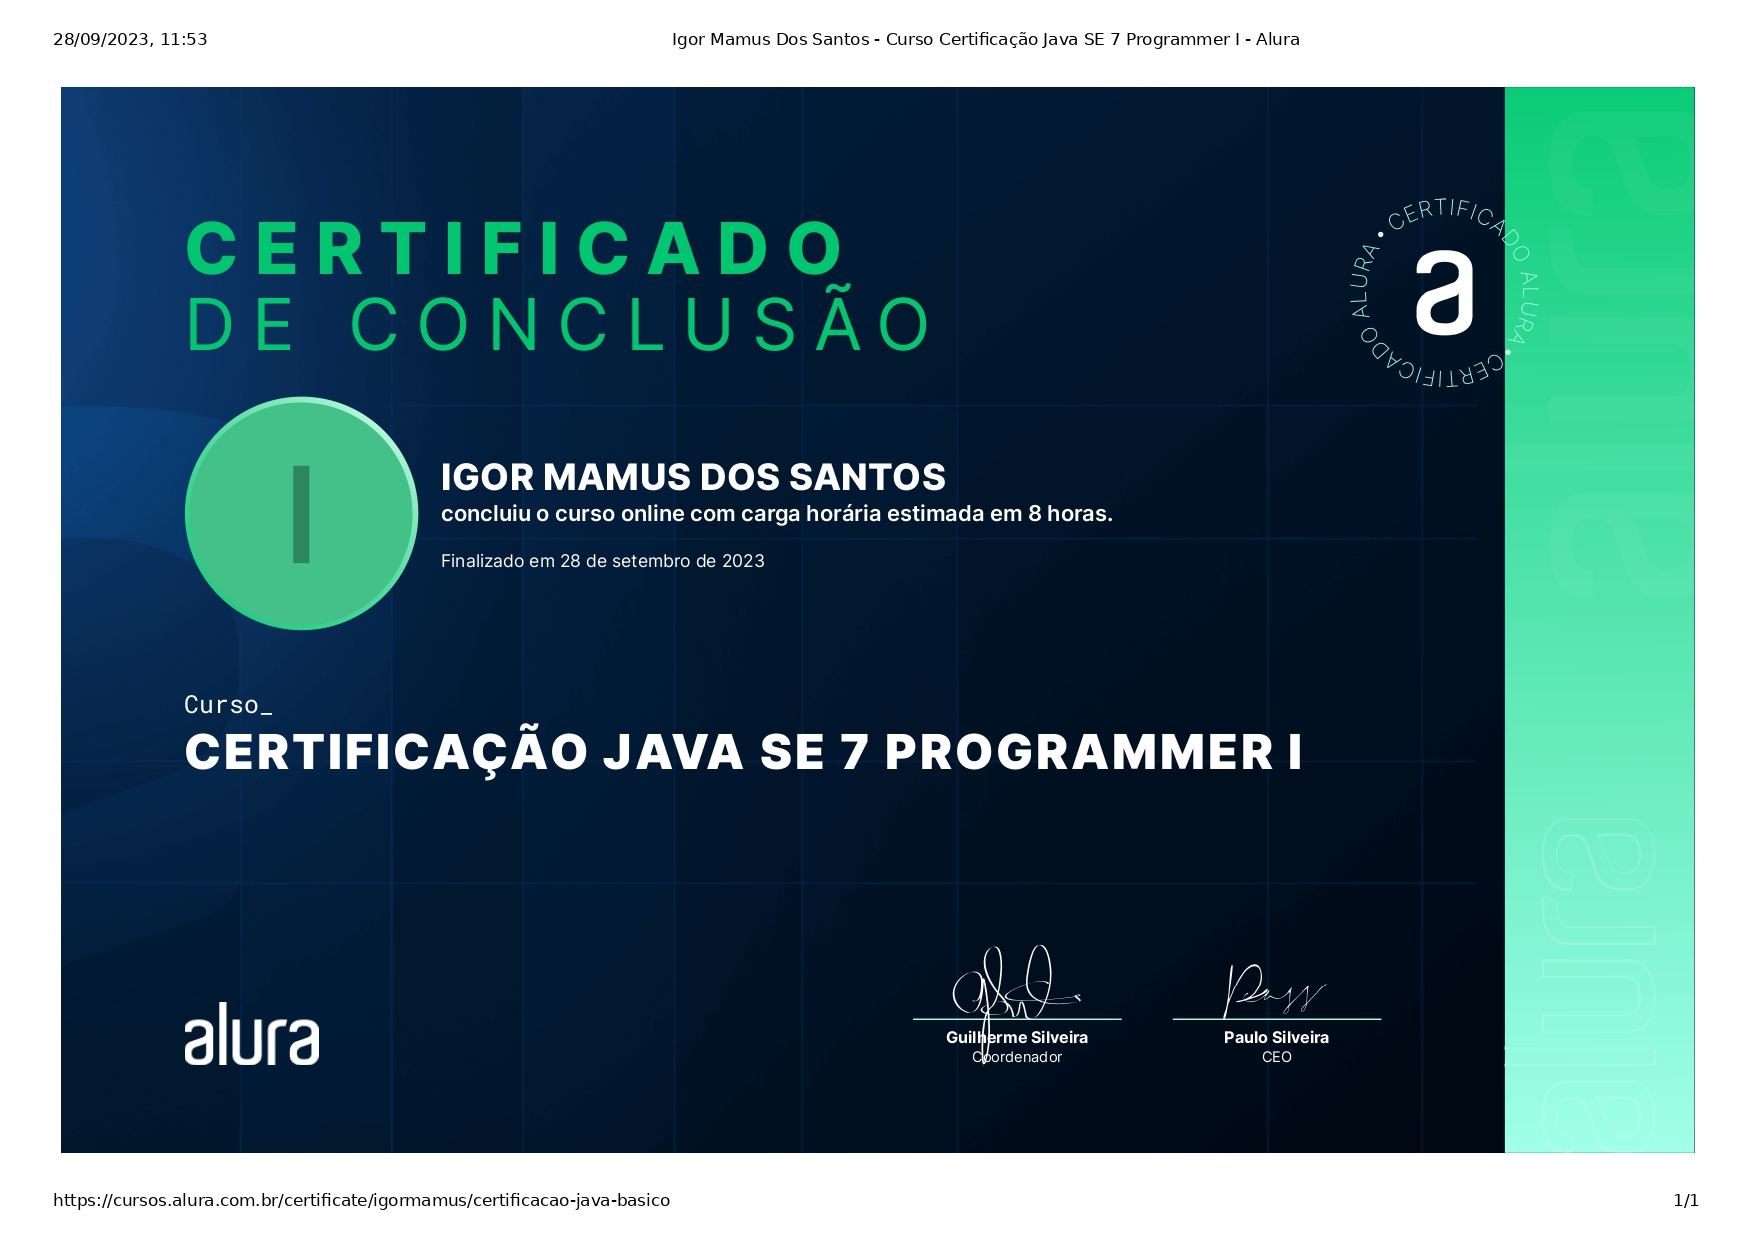 28/09/2023, 11:53
Igor Mamus Dos Santos - Curso Certificação Java SE 7 Programmer I - Alura
CERTIFICADO
DE CONCLUSÃO
CERTIFICADO ALURA • CERTIFICADO ALURA •
a
I
IGOR MAMUS DOS SANTOS
concluiu o curso online com carga horária estimada em 8 horas.
Finalizado em 28 de setembro de 2023
Curso_
CERTIFICAÇÃO JAVA SE 7 PROGRAMMER I
alura
Guilherme Silveira
Coordenador
Paulo Silveira
CEO
alura
alura
alura
https://cursos.alura.com.br/certificate/igormamus/certificacao-java-basico
1/1